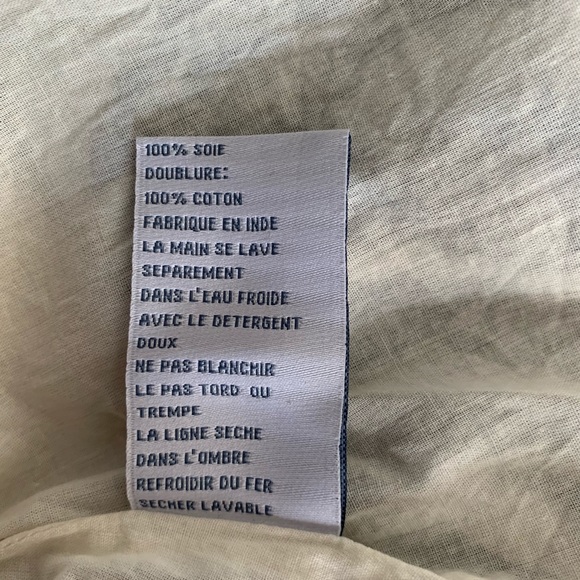 100% SOIE
DOUBLURE:
100% COTON
FABRIQUE EN INDE
LA MAIN SE LAVE
SEPAREMENT
DANS L'EAU FROIDE
AVEC LE DETERGENT
DOUX
NE PAS BLANCHIR
LE PAS TORD OU
TREMPE
LA LIGNE SECHE
DANS L'OMBRE
REFROIDIR DU FER
SECHER LAVABLE